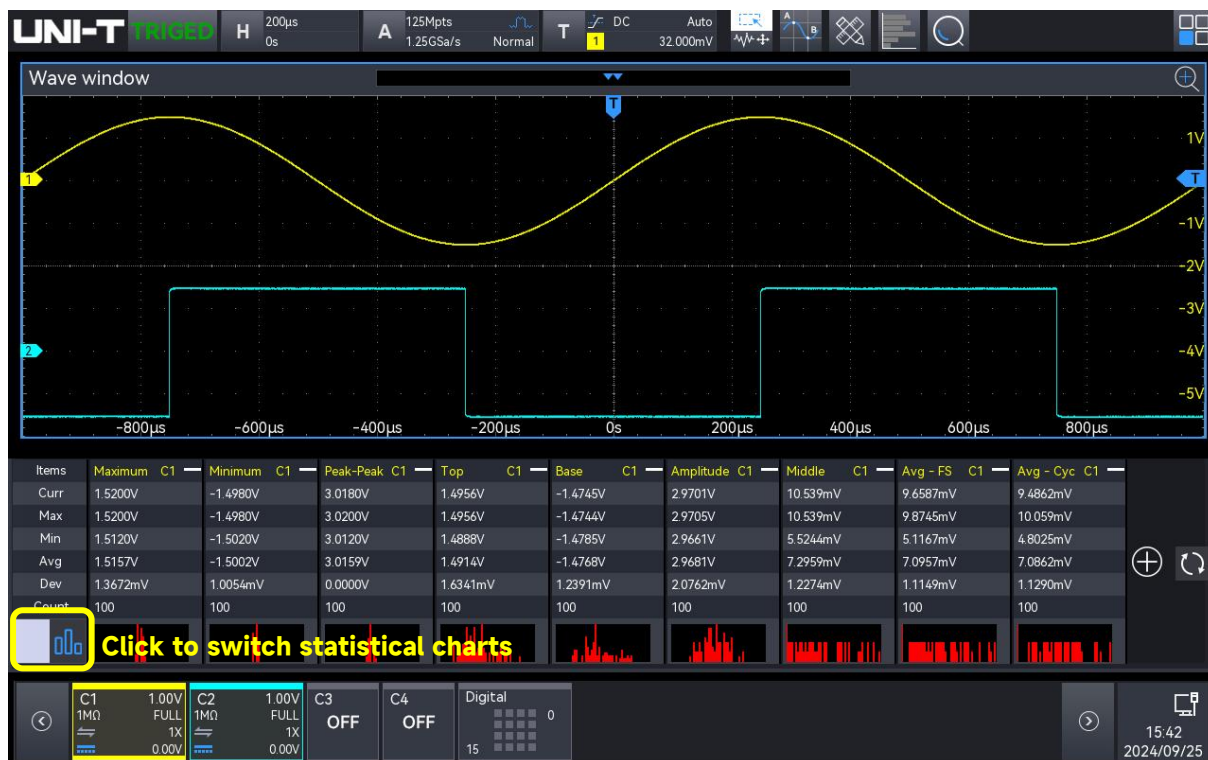 UNI-T TRIGED H 200µs 0s A 125Mpts 1.25GSa/s Normal T DC 1 Auto 32.000mV A B
Wave window
T
1V
1 T
-1V
-2V
-3V
2 -4V
-5V
-800µs -600µs -400µs -200µs 0s 200µs 400µs 600µs 800µs
Items Maximum C1 Minimum C1 Peak-Peak C1 Top C1 Base C1 Amplitude C1 Middle C1 Avg - FS C1 Avg - Cyc C1
Curr 1.5200V -1.4980V 3.0180V 1.4956V -1.4745V 2.9701V 10.539mV 9.6587mV 9.4862mV
Max 1.5200V -1.4980V 3.0200V 1.4956V -1.4744V 2.9705V 10.539mV 9.8745mV 10.059mV
Min 1.5120V -1.5020V 3.0120V 1.4888V -1.4785V 2.9661V 5.5244mV 5.1167mV 4.8025mV
Avg 1.5157V -1.5002V 3.0159V 1.4914V -1.4768V 2.9681V 7.2959mV 7.0957mV 7.0862mV
Dev 1.3672mV 1.0054mV 0.0000V 1.6341mV 1.2391mV 2.0762mV 1.2274mV 1.1149mV 1.1290mV
Count 100 100 100 100 100 100 100 100 100
Click to switch statistical charts
C1 1.00V C2 1.00V C3 C4 Digital
1MΩ FULL 1MΩ FULL OFF OFF 0
1X 1X
0.00V 0.00V 15
15:42
2024/09/25